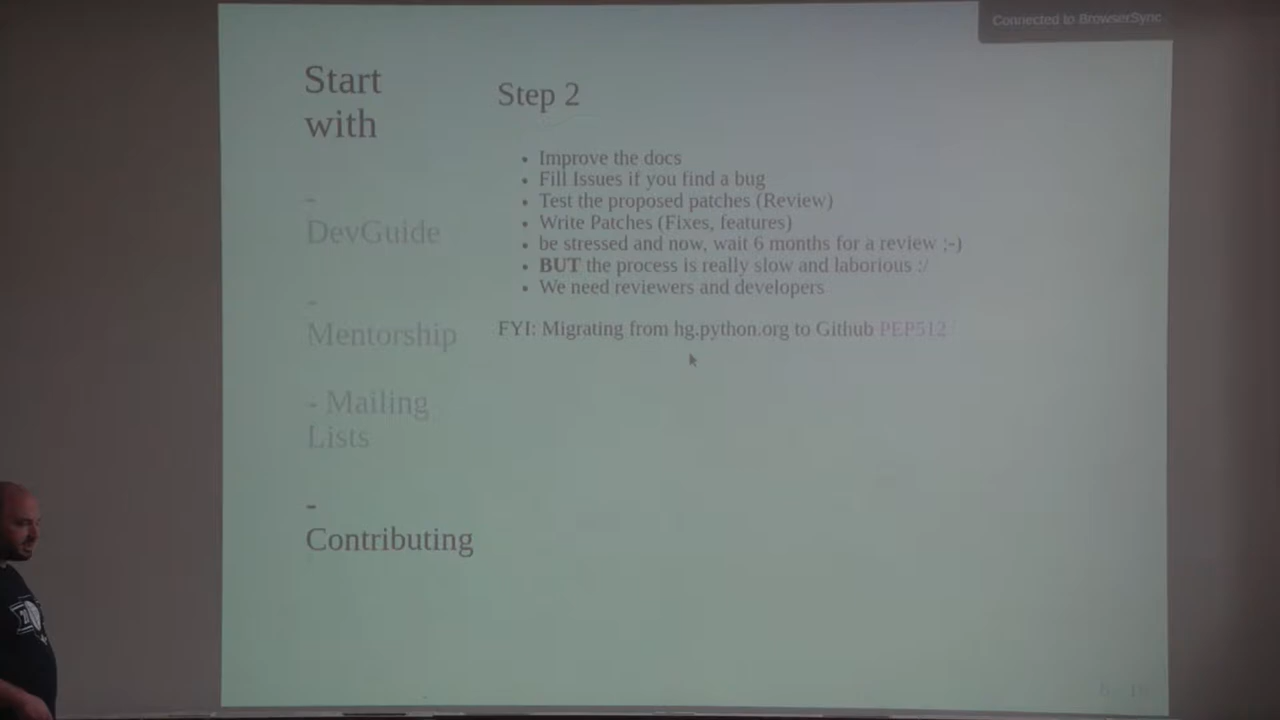 Connected to BrowserSync
Start
with
-
DevGuide
-
Mentorship
- Mailing
Lists
-
Contributing
Step 2
• Improve the docs
• Fill Issues if you find a bug
• Test the proposed patches (Review)
• Write Patches (Fixes, features)
• be stressed and now, wait 6 months for a review ;-)
• BUT the process is really slow and laborious :/
• We need reviewers and developers
FYI: Migrating from hg.python.org to Github PEP512